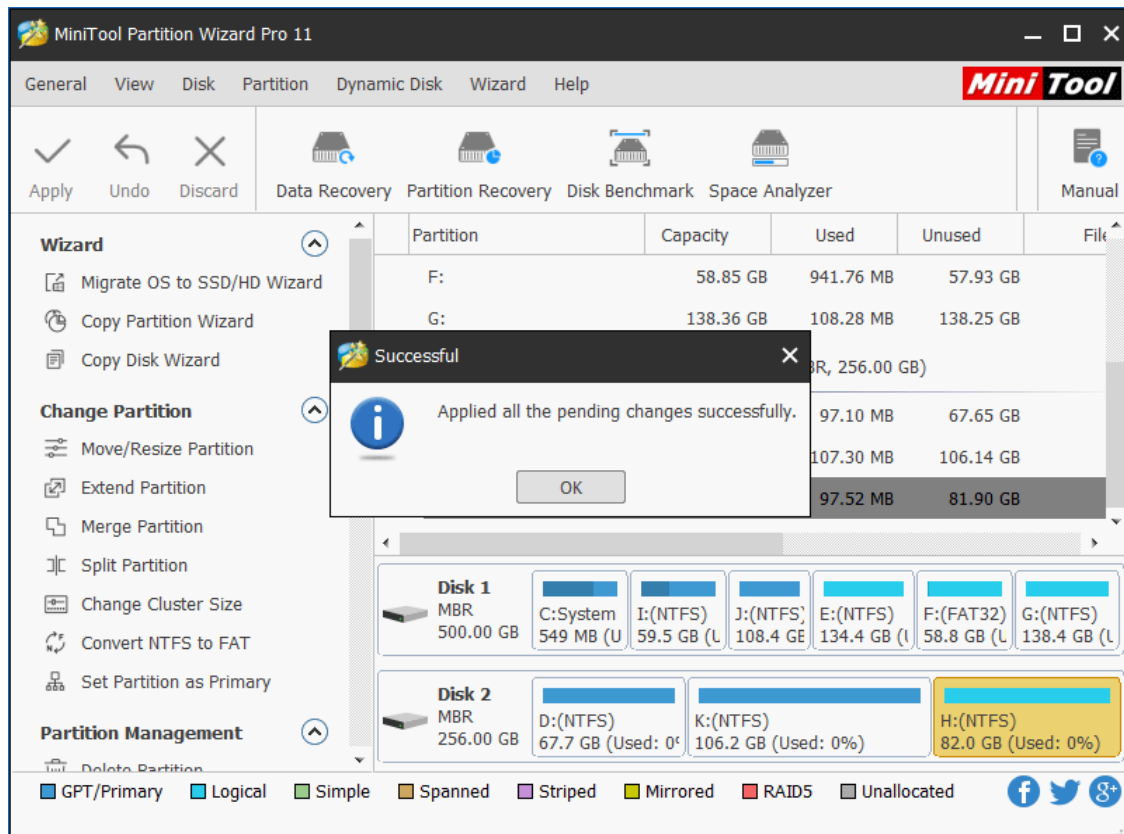 MiniTool Partition Wizard Pro 11
General View Disk Partition Dynamic Disk Wizard Help
Mini Tool
Apply Undo Discard Data Recovery Partition Recovery Disk Benchmark Space Analyzer Manual
Wizard
Migrate OS to SSD/HD Wizard
Copy Partition Wizard
Copy Disk Wizard
Change Partition
Move/Resize Partition
Extend Partition
Merge Partition
Split Partition
Change Cluster Size
Convert NTFS to FAT
Set Partition as Primary
Partition Management
Delete Partition
Partition Capacity Used Unused File
F: 58.85 GB 941.76 MB 57.93 GB
G: 138.36 GB 108.28 MB 138.25 GB
BR, 256.00 GB)
97.10 MB 67.65 GB
107.30 MB 106.14 GB
97.52 MB 81.90 GB
Successful
Applied all the pending changes successfully.
OK
Disk 1
MBR
500.00 GB
C:System
549 MB (U
I:(NTFS)
59.5 GB (U
J:(NTFS)
108.4 GB
E:(NTFS)
134.4 GB (U
F:(FAT32)
58.8 GB (U
G:(NTFS)
138.4 GB (U
Disk 2
MBR
256.00 GB
D:(NTFS)
67.7 GB (Used: 0%
K:(NTFS)
106.2 GB (Used: 0%)
H:(NTFS)
82.0 GB (Used: 0%)
GPT/Primary Logical Simple Spanned Striped Mirrored RAID5 Unallocated